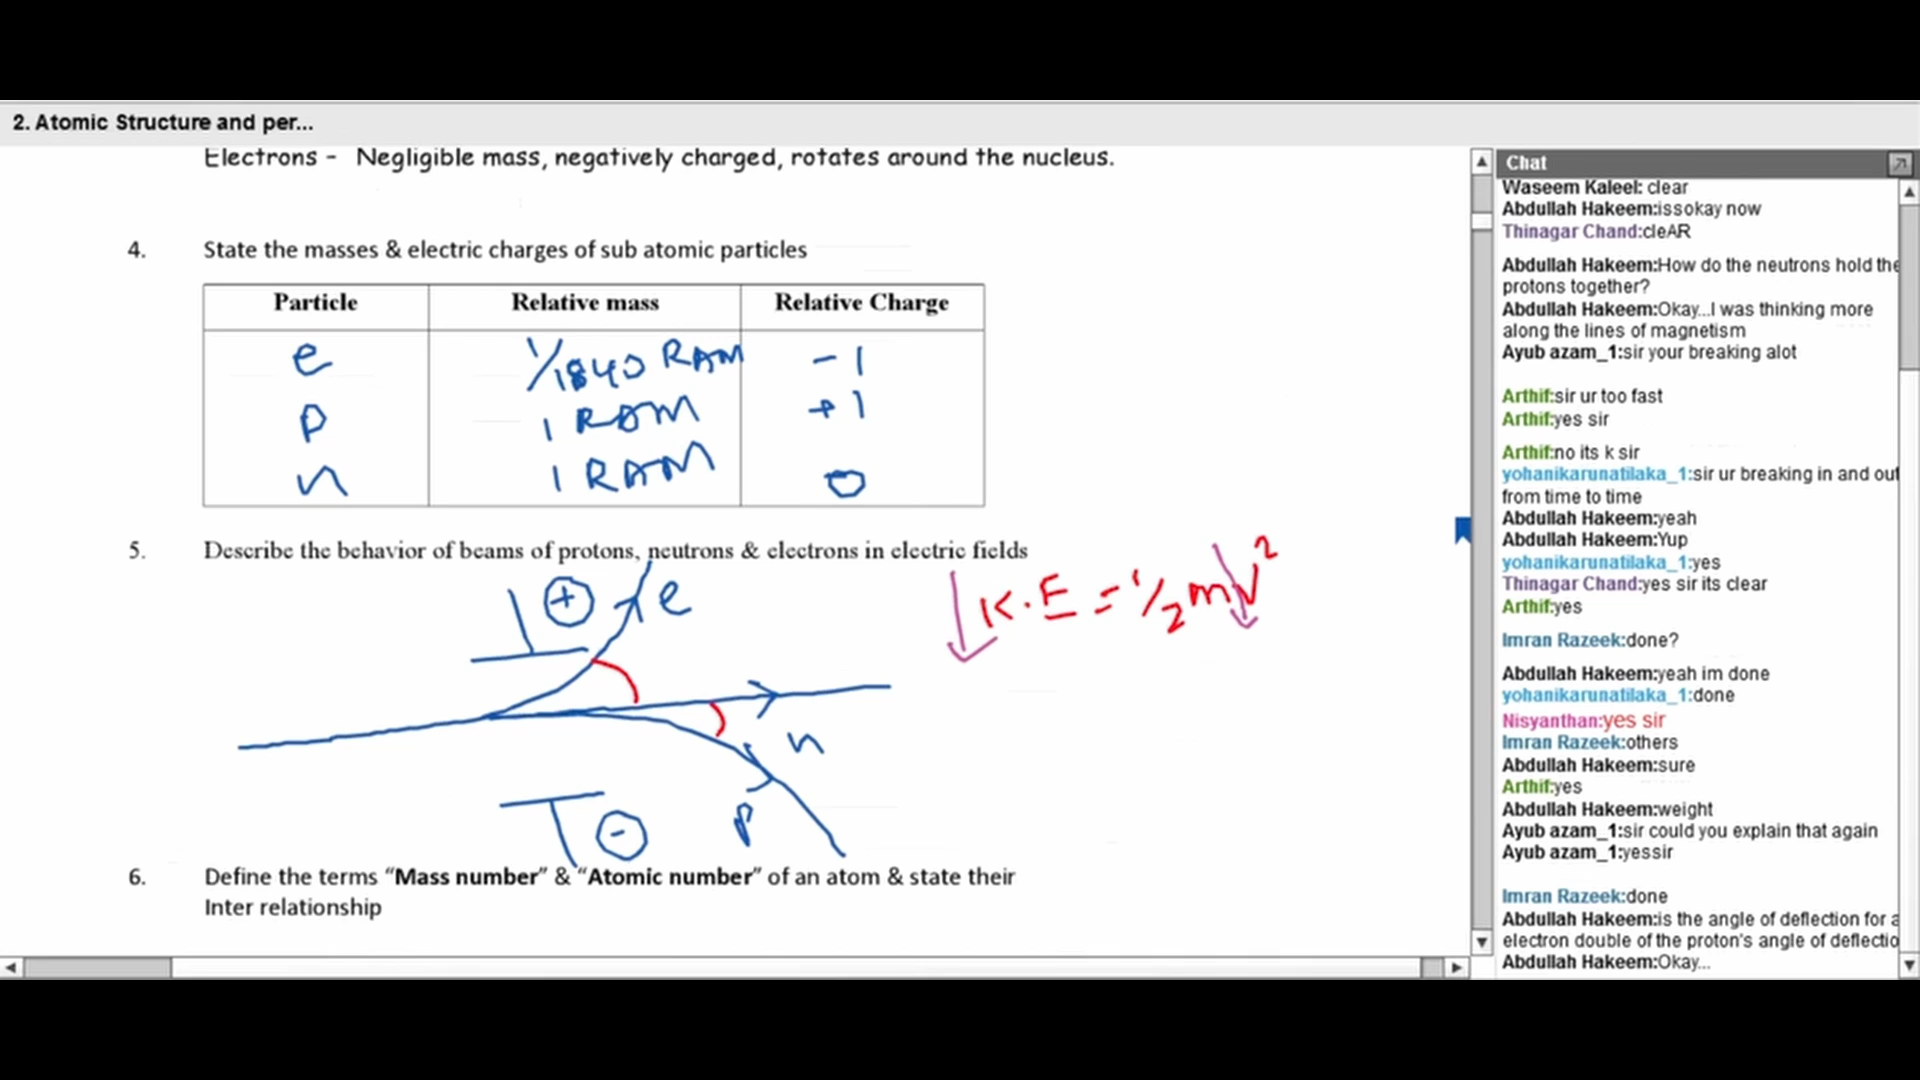 2. Atomic Structure and per...
Electrons - Negligible mass, negatively charged, rotates around the nucleus.
4. State the masses & electric charges of sub atomic particles
Particle Relative mass Relative Charge
e 1/1840 RAM -1
p 1 RAM +1
n 1 RAM 0
5. Describe the behavior of beams of protons, neutrons & electrons in electric fields
+ e
K.E = 1/2 mv²
n
p
-
6. Define the terms “Mass number” & “Atomic number” of an atom & state their
Inter relationship
Chat
Waseem Kaleel: clear
Abdullah Hakeem:issokay now
Thinagar Chand:cleAR
Abdullah Hakeem:How do the neutrons hold the
protons together?
Abdullah Hakeem:Okay...I was thinking more
along the lines of magnetism
Ayub azam_1:sir your breaking alot
Arthif:sir ur too fast
Arthif:yes sir
Arthif:no its k sir
yohanikarunatilaka_1:sir ur breaking in and out
from time to time
Abdullah Hakeem:yeah
Abdullah Hakeem:Yup
yohanikarunatilaka_1:yes
Thinagar Chand:yes sir its clear
Arthif:yes
Imran Razeek:done?
Abdullah Hakeem:yeah im done
yohanikarunatilaka_1:done
Nisyanthan:yes sir
Imran Razeek:others
Abdullah Hakeem:sure
Arthif:yes
Abdullah Hakeem:weight
Ayub azam_1:sir could you explain that again
Ayub azam_1:yessir
Imran Razeek:done
Abdullah Hakeem:is the angle of deflection for a
electron double of the proton's angle of deflectio
Abdullah Hakeem:Okay...